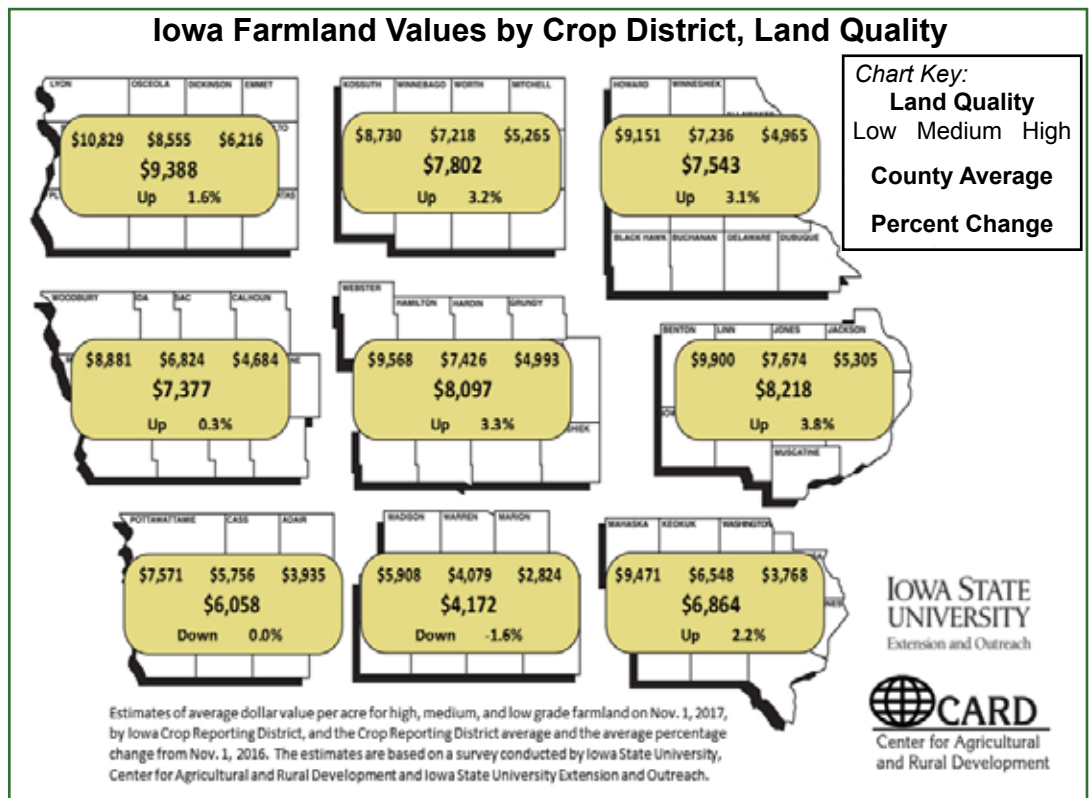 Iowa Farmland Values by Crop District, Land Quality
Chart Key:
Land Quality
Low Medium High
County Average
Percent Change
LYON OSCEOLA DICKINSON EMMET
$10,829 $8,555 $6,216
$9,388
Up 1.6%
KOSSUTH WINNEBAGO WORTH MITCHELL
$8,730 $7,218 $5,265
$7,802
Up 3.2%
HOWARD WINNESHIEK
$9,151 $7,236 $4,965
$7,543
Up 3.1%
BLACK HAWK BUCHANAN DELAWARE DUBUQUE
WOODBURY IDA SAC CALHOUN
$8,881 $6,824 $4,684
$7,377
Up 0.3%
WEBSTER
HAMILTON HARDIN GRUNDY
$9,568 $7,426 $4,993
$8,097
Up 3.3%
BENTON LINN JONES JACKSON
$9,900 $7,674 $5,305
$8,218
Up 3.8%
MUSCATINE
POTTAWATTAMIE CASS ADAIR
$7,571 $5,756 $3,935
$6,058
Down 0.0%
MADISON WARREN MARION
$5,908 $4,079 $2,824
$4,172
Down -1.6%
MAHASKA KEOKUK WASHINGTON
$9,471 $6,548 $3,768
$6,864
Up 2.2%
IOWA STATE
UNIVERSITY
Extension and Outreach
CARD
Center for Agricultural
and Rural Development
Estimates of average dollar value per acre for high, medium, and low grade farmland on Nov. 1, 2017,
by Iowa Crop Reporting District, and the Crop Reporting District average and the average percentage
change from Nov. 1, 2016. The estimates are based on a survey conducted by Iowa State University,
Center for Agricultural and Rural Development and Iowa State University Extension and Outreach.